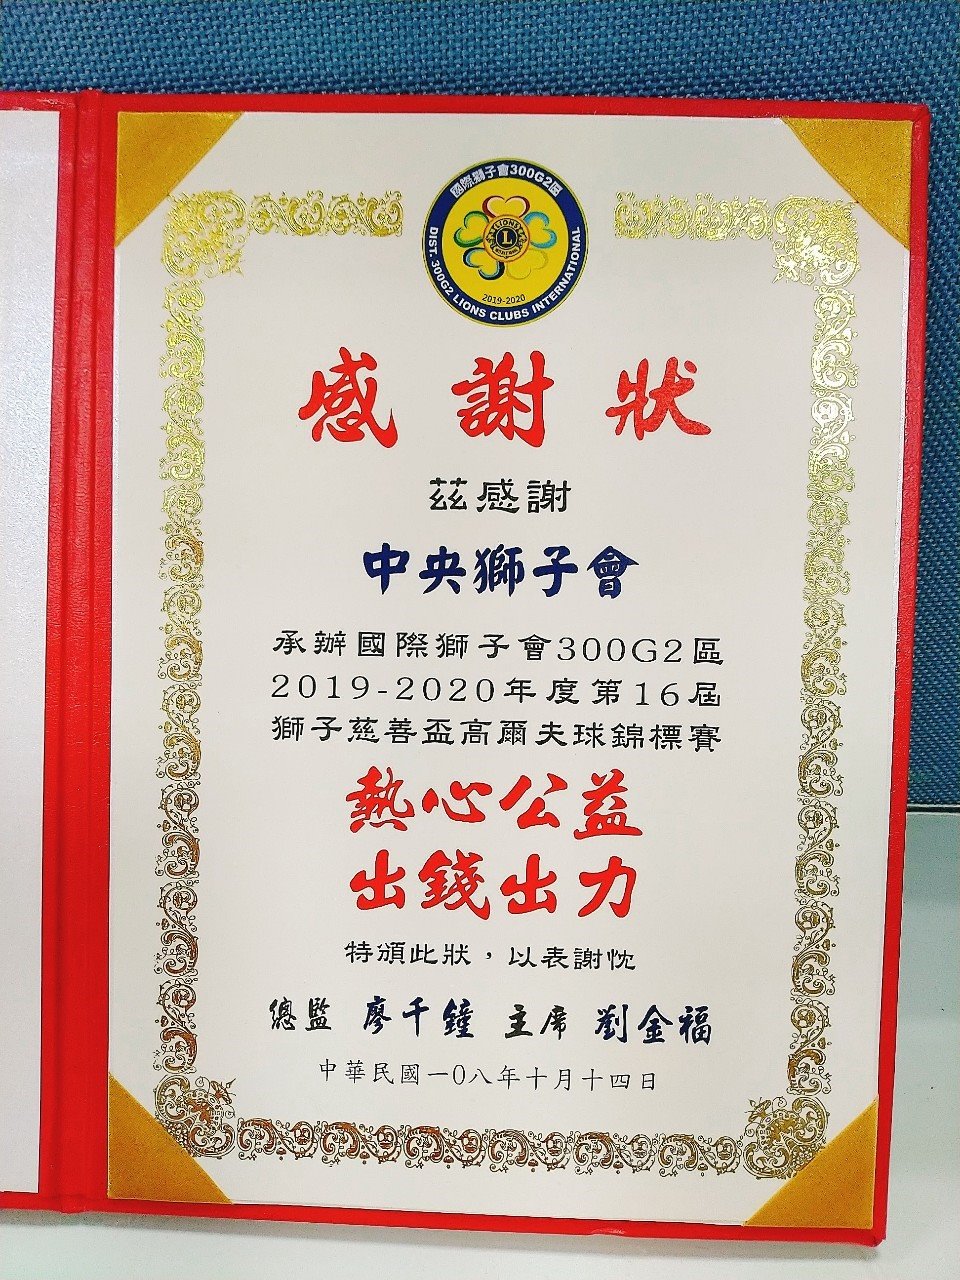 國際獅子會300G2區
LIONS
L
INTERNATIONAL
2019-2020
DIST. 300G2 LIONS CLUBS INTERNATIONAL
感謝狀
茲感謝
中央獅子會
承辦國際獅子會300G2區
2019-2020年度第16屆
獅子慈善盃高爾夫球錦標賽
熱心公益
出錢出力
特頒此狀，以表謝忱
總監 廖千鐘 主席 劉金福
中華民國一0八年十月十四日